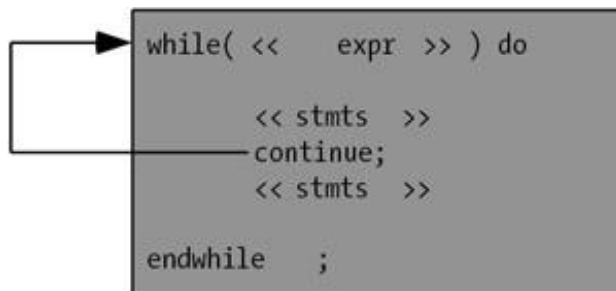 while( << expr >> ) do
<< stmts >>
continue;
<< stmts >>
endwhile ;